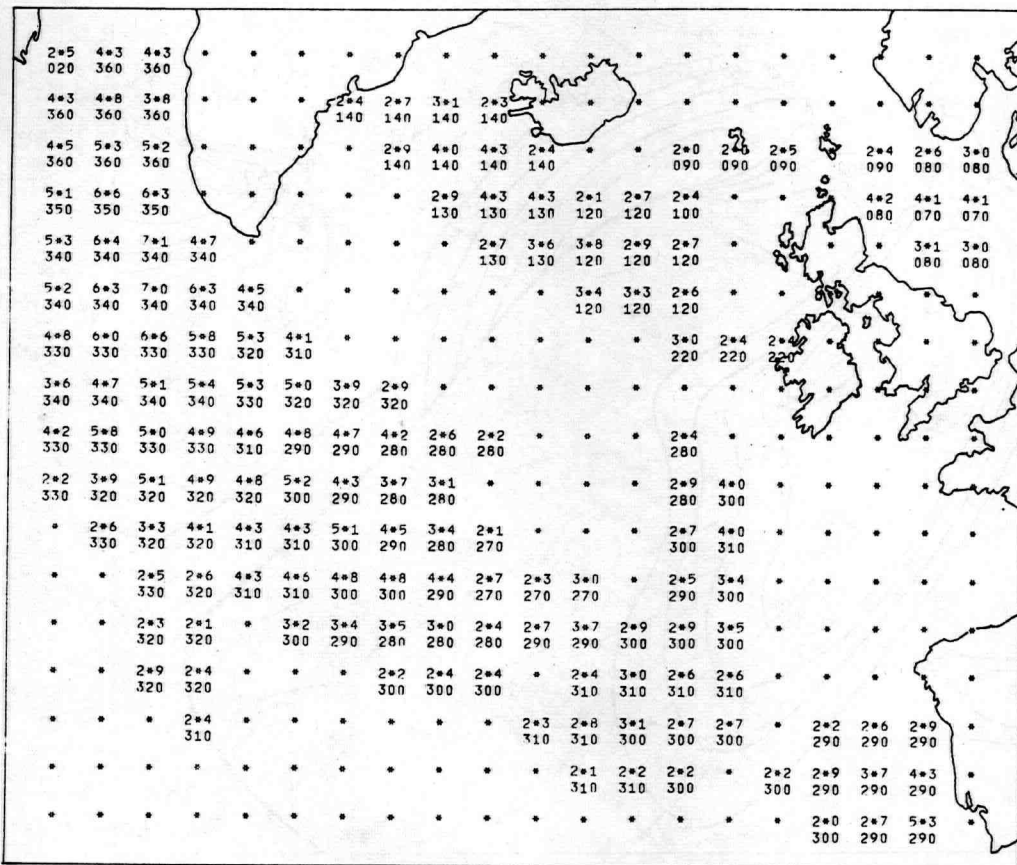 2*5 4*3 4*3 * * * * * * * * * * * * * * * * *
020 360 360
4*3 4*8 3*8 * * * 2*4 2*7 3*1 2*3 * * * * * * * * * *
360 360 360 140 140 140 140
4*5 5*3 5*2 * * * * 2*9 4*0 4*3 2*4 * * 2*0 2*5 * 2*4 2*6 3*0
360 360 360 140 140 140 140 090 090 090 090 080 080
5*1 6*6 6*3 * * * * * 2*9 4*3 4*3 2*1 2*7 2*4 * * * 4*2 4*1 4*1
350 350 350 130 130 130 120 120 100 080 070 070
5*3 6*4 7*1 4*7 * * * * * 2*7 3*6 3*8 2*9 2*7 * * * * 3*1 3*0
340 340 340 340 130 130 120 120 120 080 080
5*2 6*3 7*0 6*3 4*5 * * * * * * 3*4 3*3 2*6 * * * * * *
340 340 340 340 340 120 120 120
4*8 6*0 6*6 5*8 5*3 4*1 * * * * * * * 3*0 2*4 2*4 * * * *
330 330 330 330 320 310 220 220 220
3*6 4*7 5*1 5*4 5*3 5*0 3*9 2*9 * * * * * * * * * * * *
340 340 340 340 330 320 320 320
4*2 5*8 5*0 4*9 4*6 4*8 4*7 4*2 2*6 2*2 * * * 2*4 * * * * * *
330 330 330 330 310 290 290 280 280 280 280
2*2 3*9 5*1 4*9 4*8 5*2 4*3 3*7 3*1 * * * * 2*9 4*0 * * * * *
330 320 320 320 320 300 290 280 280 280 300
* 2*6 3*3 4*1 4*3 4*3 5*1 4*5 3*4 2*1 * * * 2*7 4*0 * * * * *
330 320 320 310 310 300 290 280 270 300 310
* * 2*5 2*6 4*3 4*6 4*8 4*8 4*4 2*7 2*3 3*0 * 2*5 3*4 * * * * *
330 320 310 310 300 300 290 270 270 270 290 300
* * 2*3 2*1 * 3*2 3*4 3*5 3*0 2*4 2*7 3*7 2*9 2*9 3*5 * * * * *
320 320 300 290 280 280 280 290 290 300 300 300
* * 2*9 2*4 * * * 2*2 2*4 2*4 * 2*4 3*0 2*6 2*6 * * * * *
320 320 300 300 300 310 310 310 310
* * * 2*4 * * * * * * 2*3 2*8 3*1 2*7 2*7 * 2*2 2*6 2*9 *
310 310 310 300 300 300 290 290 290
* * * * * * * * * * * 2*1 2*2 2*2 * 2*2 2*9 3*7 4*3 *
310 310 300 300 290 290 290
* * * * * * * * * * * * * * * * 2*0 2*7 5*3 *
300 290 290